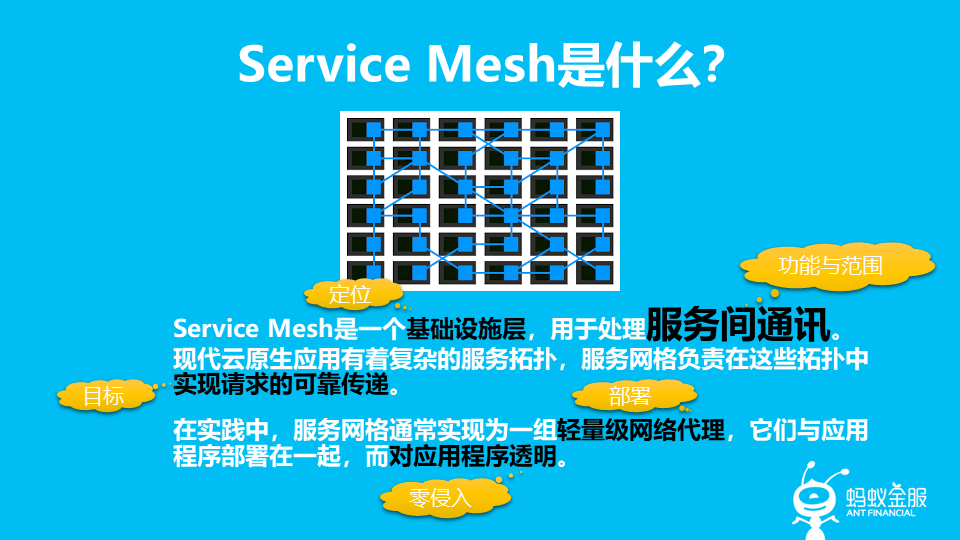 Service Mesh是什么?
功能与范围
定位
Service Mesh是一个基础设施层，用于处理服务间通讯。
现代云原生应用有着复杂的服务拓扑，服务网格负责在这些拓扑中
实现请求的可靠传递。
目标
部署
在实践中，服务网格通常实现为一组轻量级网络代理，它们与应用
程序部署在一起，而对应用程序透明。
零侵入
蚂蚁金服
ANT FINANCIAL